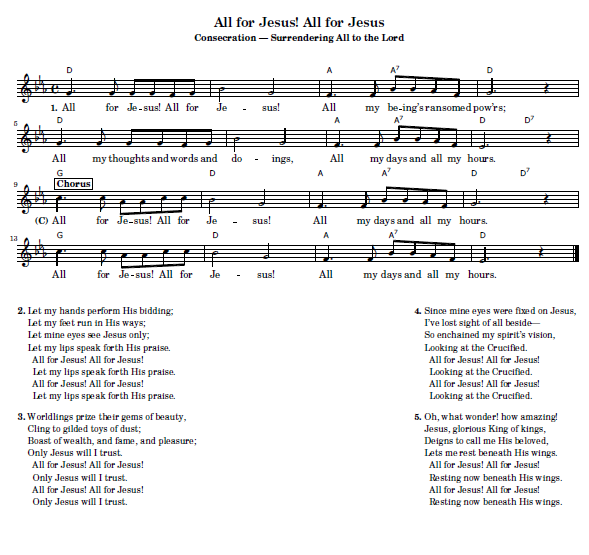 All for Jesus! All for Jesus
Consecration — Surrendering All to the Lord
D A A7 D
1. All for Je-sus! All for Je - sus! All my be-ing's ransomed pow'rs;
5
D A A7 D D7
All my thoughts and words and do - ings, All my days and all my hours.
9
Chorus
G D A A7 D D7
(C) All for Je-sus! All for Je - sus! All my days and all my hours.
13
G D A A7 D
All for Je-sus! All for Je - sus! All my days and all my hours.
2. Let my hands perform His bidding;
Let my feet run in His ways;
Let mine eyes see Jesus only;
Let my lips speak forth His praise.
All for Jesus! All for Jesus!
Let my lips speak forth His praise.
All for Jesus! All for Jesus!
Let my lips speak forth His praise.
3. Worldlings prize their gems of beauty,
Cling to gilded toys of dust;
Boast of wealth, and fame, and pleasure;
Only Jesus will I trust.
All for Jesus! All for Jesus!
Only Jesus will I trust.
All for Jesus! All for Jesus!
Only Jesus will I trust.
4. Since mine eyes were fixed on Jesus,
I've lost sight of all beside—
So enchained my spirit's vision,
Looking at the Crucified.
All for Jesus! All for Jesus!
Looking at the Crucified.
All for Jesus! All for Jesus!
Looking at the Crucified.
5. Oh, what wonder! how amazing!
Jesus, glorious King of kings,
Deigns to call me His beloved,
Lets me rest beneath His wings.
All for Jesus! All for Jesus!
Resting now beneath His wings.
All for Jesus! All for Jesus!
Resting now beneath His wings.